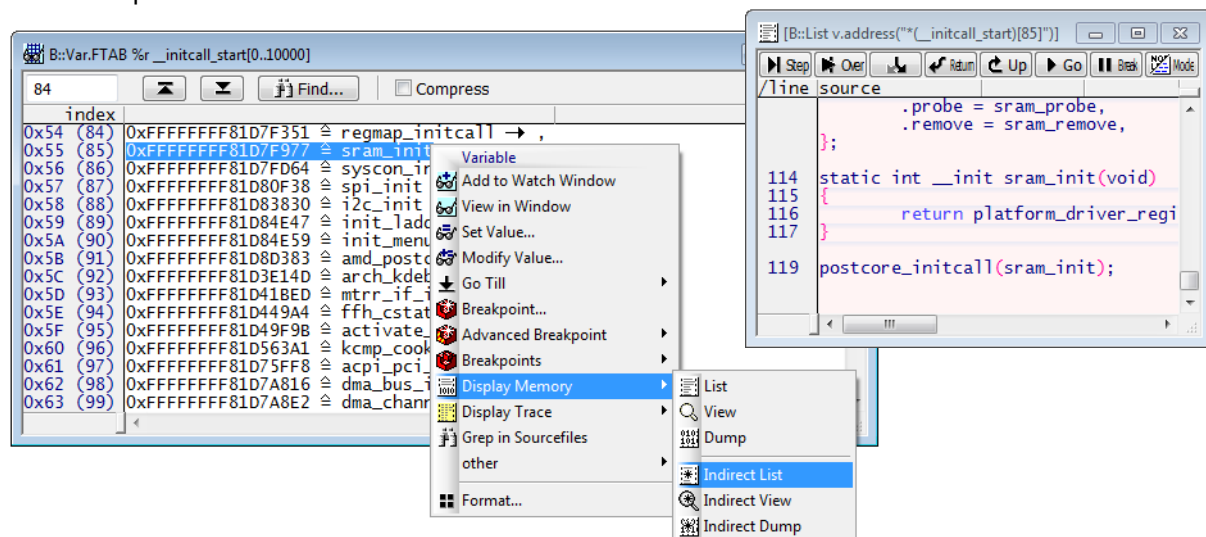 B::Var.FTAB %r __initcall_start[0..10000]
84
Find...
Compress
index
0x54 (84) 0xFFFFFFFF81D7F351 ≙ regmap_initcall → ,
0x55 (85) 0xFFFFFFFF81D7F977 ≙ sram_init
0x56 (86) 0xFFFFFFFF81D7FD64 ≙ syscon_in
0x57 (87) 0xFFFFFFFF81D80F38 ≙ spi_init
0x58 (88) 0xFFFFFFFF81D83830 ≙ i2c_init
0x59 (89) 0xFFFFFFFF81D84E47 ≙ init_ladd
0x5A (90) 0xFFFFFFFF81D84E59 ≙ init_menu
0x5B (91) 0xFFFFFFFF81D8D383 ≙ amd_postc
0x5C (92) 0xFFFFFFFF81D3E14D ≙ arch_kdeb
0x5D (93) 0xFFFFFFFF81D41BED ≙ mtrr_if_i
0x5E (94) 0xFFFFFFFF81D449A4 ≙ ffh_cstat
0x5F (95) 0xFFFFFFFF81D49F9B ≙ activate_
0x60 (96) 0xFFFFFFFF81D563A1 ≙ kcmp_cook
0x61 (97) 0xFFFFFFFF81D75FF8 ≙ acpi_pci_
0x62 (98) 0xFFFFFFFF81D7A816 ≙ dma_bus_i
0x63 (99) 0xFFFFFFFF81D7A8E2 ≙ dma_chann
Variable
Add to Watch Window
View in Window
Set Value...
Modify Value...
Go Till
Breakpoint...
Advanced Breakpoint
Breakpoints
Display Memory
Display Trace
Grep in Sourcefiles
other
Format...
List
View
Dump
Indirect List
Indirect View
Indirect Dump
[B::List v.address("*(__initcall_start)[85]")]
Step Over Return Up Go Break Mode
/line source
.probe = sram_probe,
.remove = sram_remove,
};
114 static int __init sram_init(void)
115 {
116 return platform_driver_regi
117 }
119 postcore_initcall(sram_init);